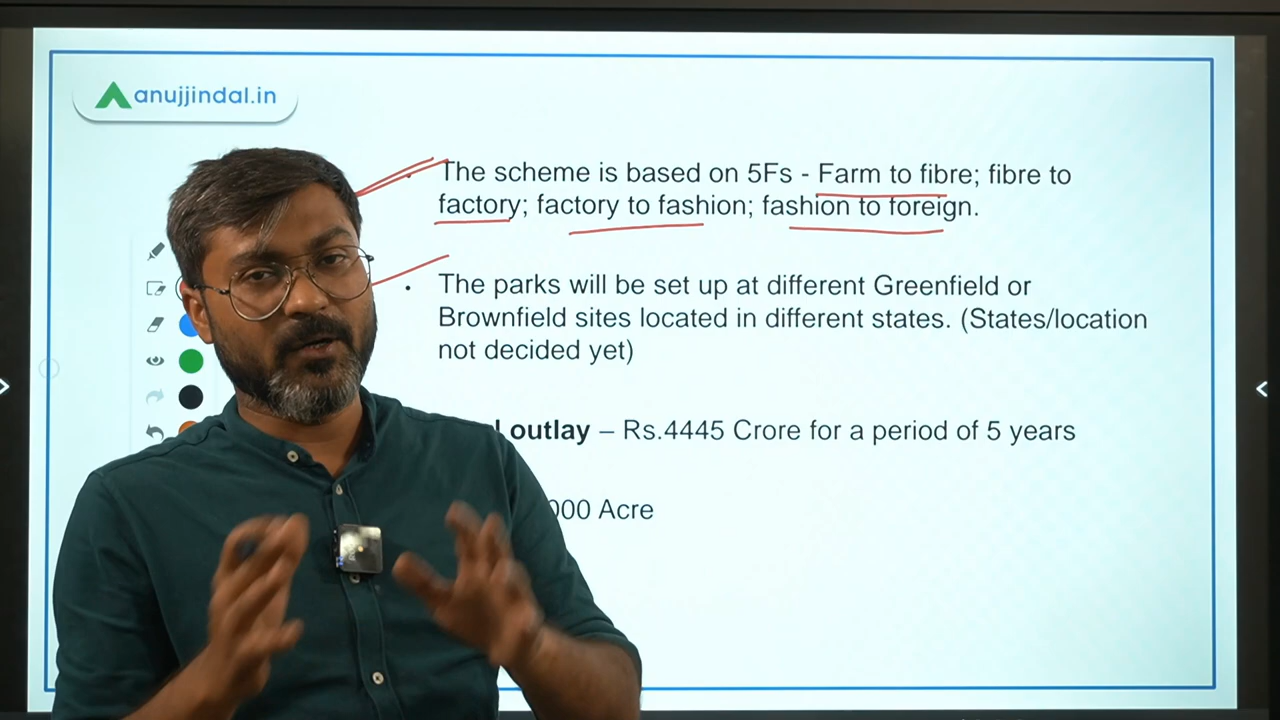 anujjindal.in
The scheme is based on 5Fs - Farm to fibre; fibre to
factory; factory to fashion; fashion to foreign.
The parks will be set up at different Greenfield or
Brownfield sites located in different states. (States/location
not decided yet)
outlay – Rs.4445 Crore for a period of 5 years
000 Acre